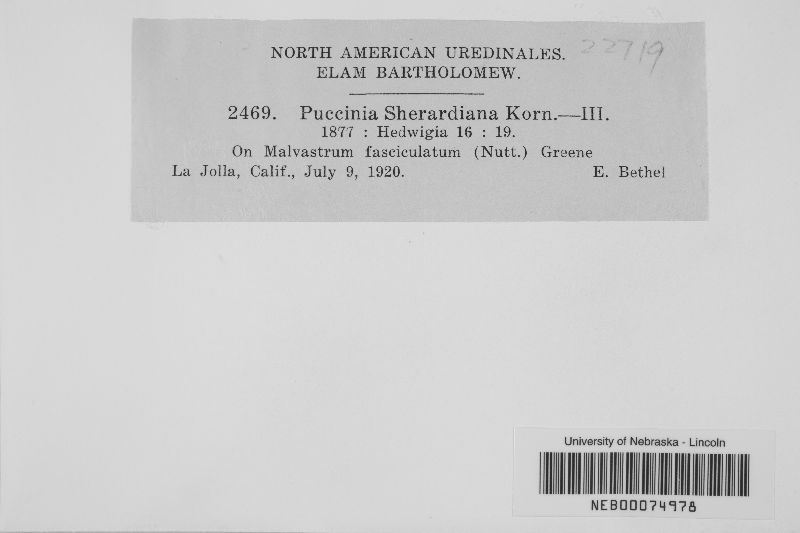 NORTH AMERICAN UREDINALES. 22719
ELAM BARTHOLOMEW.
2469. Puccinia Sherardiana Korn.—III.
1877 : Hedwigia 16 : 19.
On Malvastrum fasciculatum (Nutt.) Greene
La Jolla, Calif., July 9, 1920. E. Bethel
University of Nebraska - Lincoln
NEB00074978